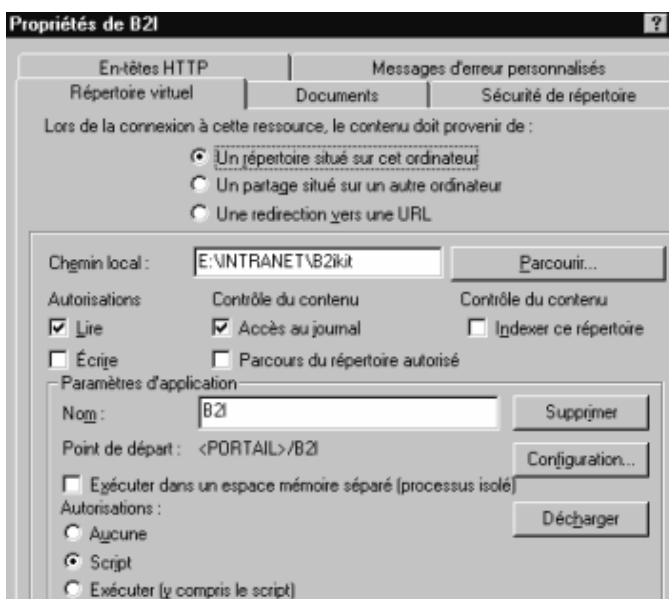 Propriétés de B2I ?
En-têtes HTTP Messages d'erreur personnalisés
Répertoire virtuel Documents Sécurité de répertoire
Lors de la connexion à cette ressource, le contenu doit provenir de :
Un répertoire situé sur cet ordinateur
Un partage situé sur un autre ordinateur
Une redirection vers une URL
Chemin local : E:\INTRANET\B2ikit Parcourir...
Autorisations Contrôle du contenu Contrôle du contenu
Lire Accès au journal Indexer ce répertoire
Écrire Parcours du répertoire autorisé
Paramètres d'application
Nom : B2I Supprimer
Point de départ : <PORTAIL>/B2I Configuration...
Exécuter dans un espace mémoire séparé (processus isolé)
Autorisations : Décharger
Aucune
Script
Exécuter (y compris le script)